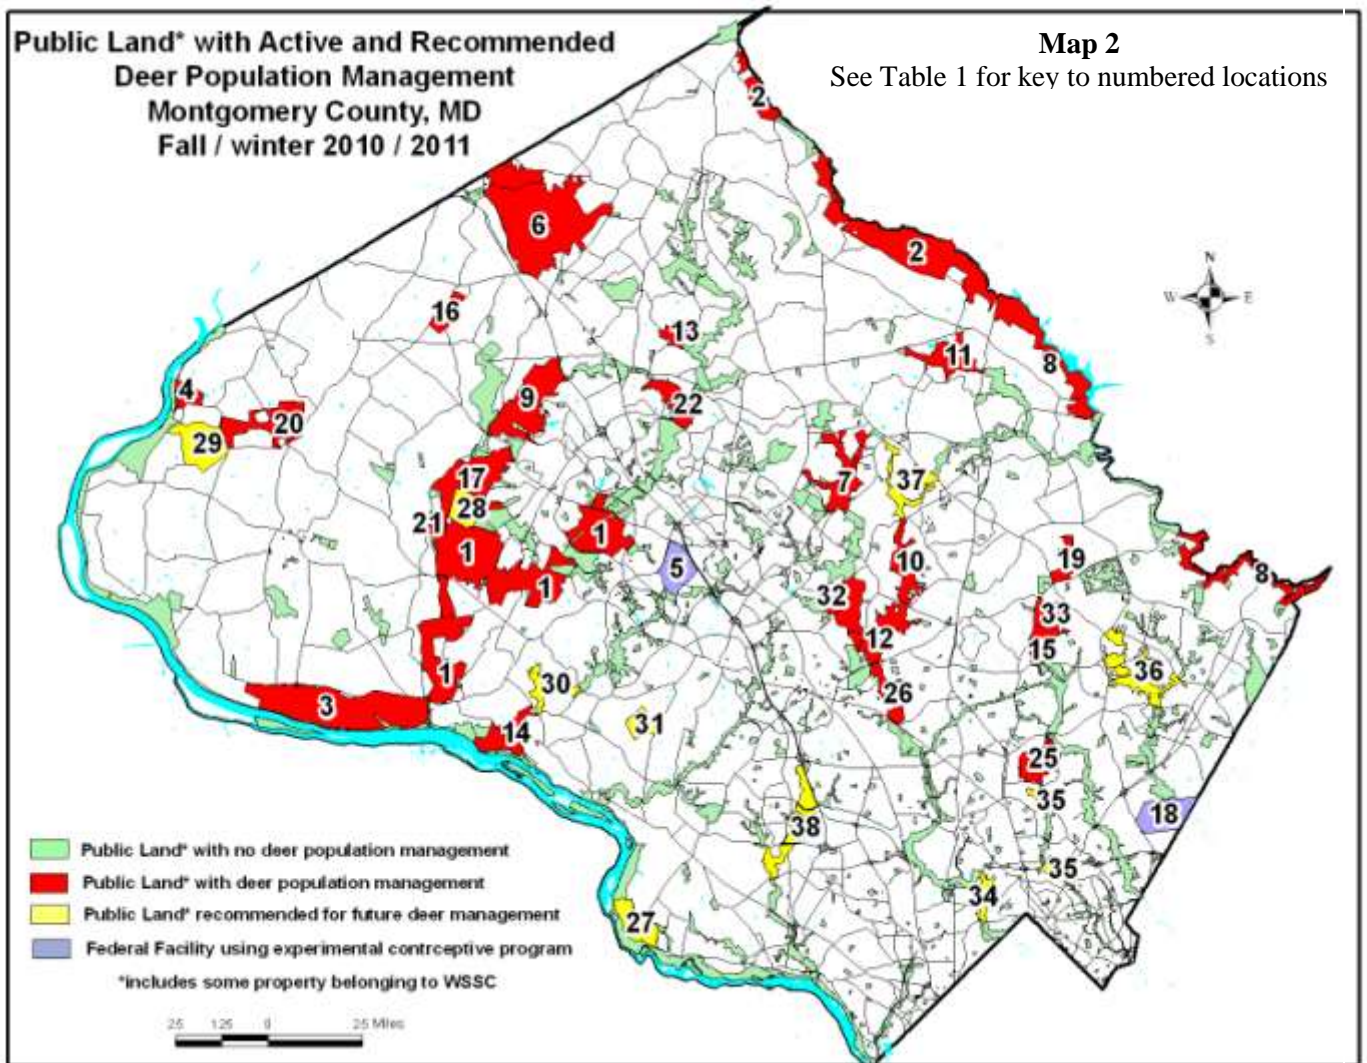 Public Land* with Active and Recommended
Deer Population Management
Montgomery County, MD
Fall / winter 2010 / 2011
Map 2
See Table 1 for key to numbered locations
2
6
2
N
W E
S
16
13
11
8
4
9
22
20
29
17
7
37
28
21
1
1
5
10
19
8
1
32
33
12
15
36
1
30
26
3
31
14
25
35
18
38
35
34
27
Public Land* with no deer population management
Public Land* with deer population management
Public Land* recommended for future deer management
Federal Facility using experimental contrceptive program
*includes some property belonging to WSSC
25 125 0 25 Miles